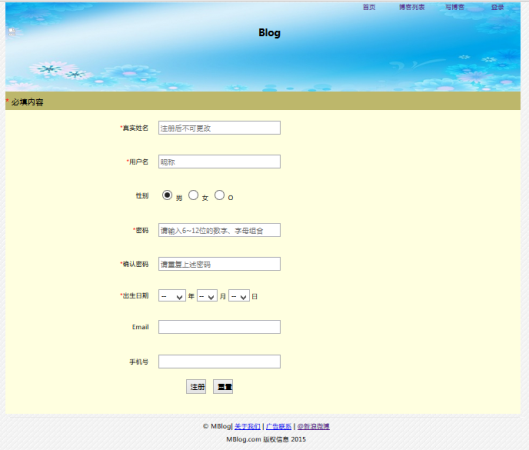 首页 博客列表 写博客 登录
Blog
* 必填内容
*真实姓名 注册后不可更改
*用户名 昵称
性别 男 女 O
*密码 请输入6~12位的数字、字母组合
*确认密码 请重复上述密码
*出生日期 -- 年 -- 月 -- 日
Email
手机号
注册 重置
© MBlog| 关于我们 | 广告联系 | @新浪微博
MBlog.com 版权信息 2015